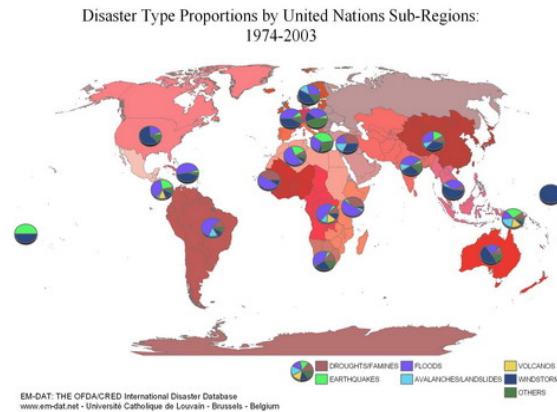 Disaster Type Proportions by United Nations Sub-Regions:
1974-2003
DROUGHTS/FAMINES
FLOODS
VOLCANOS
EARTHQUAKES
AVALANCHES/LANDSLIDES
WINDSTORM
OTHERS
EM-DAT: THE OFDA/CRED International Disaster Database
www.em-dat.net - Université Catholique de Louvain - Brussels - Belgium